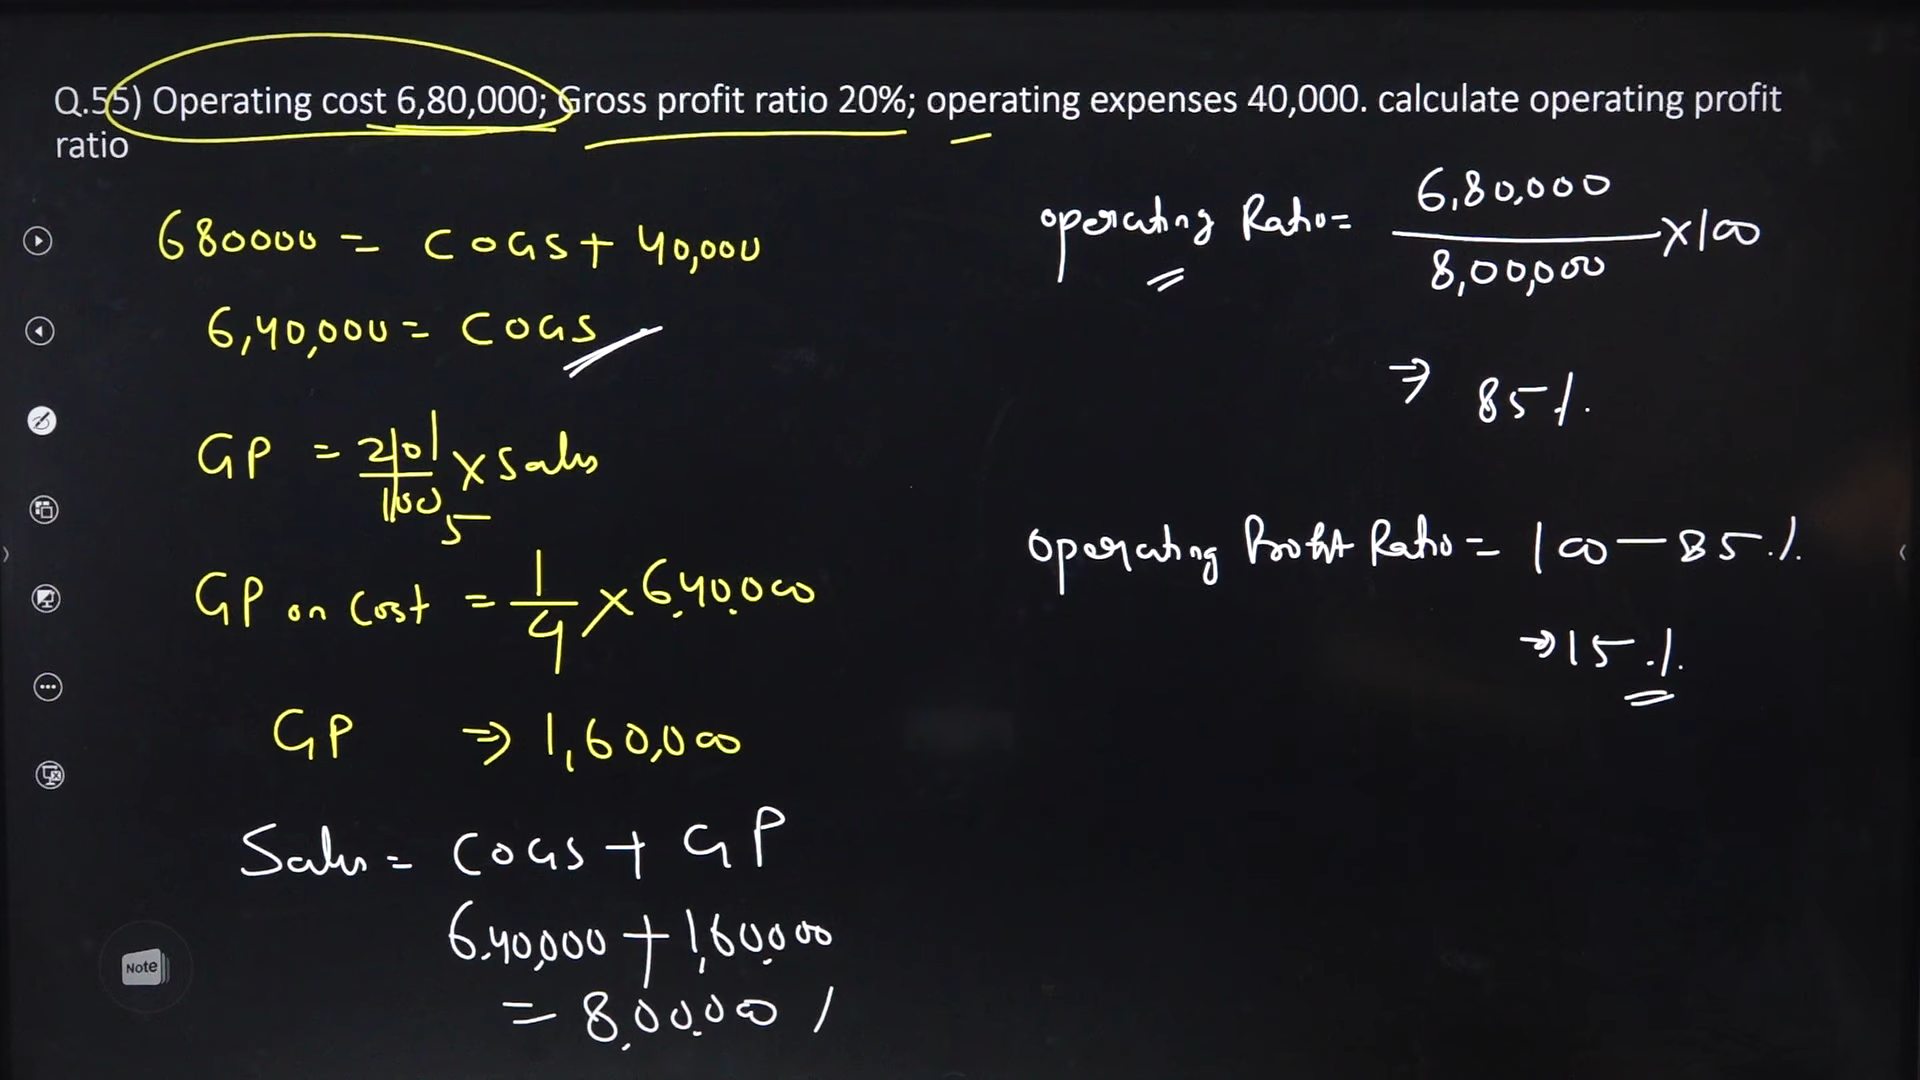 Q.55) Operating cost 6,80,000; Gross profit ratio 20%; operating expenses 40,000. calculate operating profit
ratio
680000 = COGS + 40,000
6,40,000 = COGS
GP = 20/100 × Sales
1
5
GP on Cost = 1/4 × 6,40,000
GP ⇒ 1,60,000
Sales = COGS + GP
6,40,000 + 1,60,000
= 8,00,000 /
Operating Ratio = 6,80,000/8,00,000 × 100
⇒ 85%.
Operating Profit Ratio = 100 — 85%.
⇒ 15%.
Note